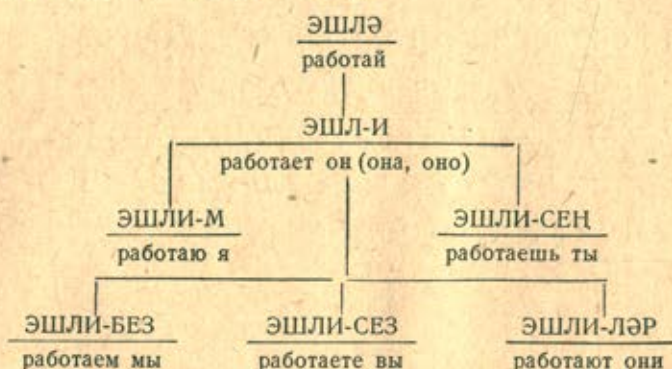 ЭШЛӘ
работай
ЭШЛ-И
работает он (она, оно)
ЭШЛИ-М
работаю я
ЭШЛИ-СЕҢ
работаешь ты
ЭШЛИ-БЕЗ
работаем мы
ЭШЛИ-СЕЗ
работаете вы
ЭШЛИ-ЛӘР
работают они